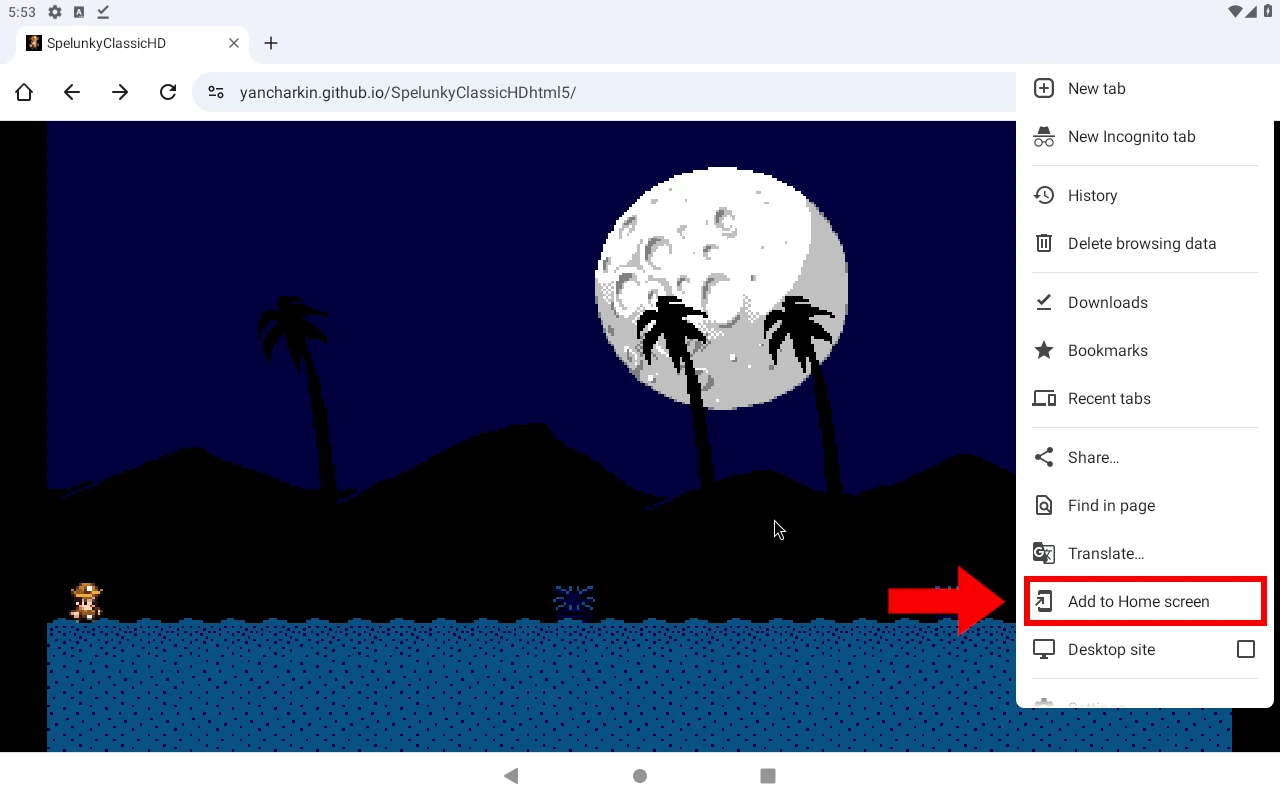 5:53
SpelunkyClassicHD
yancharkin.github.io/SpelunkyClassicHDhtml5/
New tab
New Incognito tab
History
Delete browsing data
Downloads
Bookmarks
Recent tabs
Share…
Find in page
Translate…
Add to Home screen
Desktop site